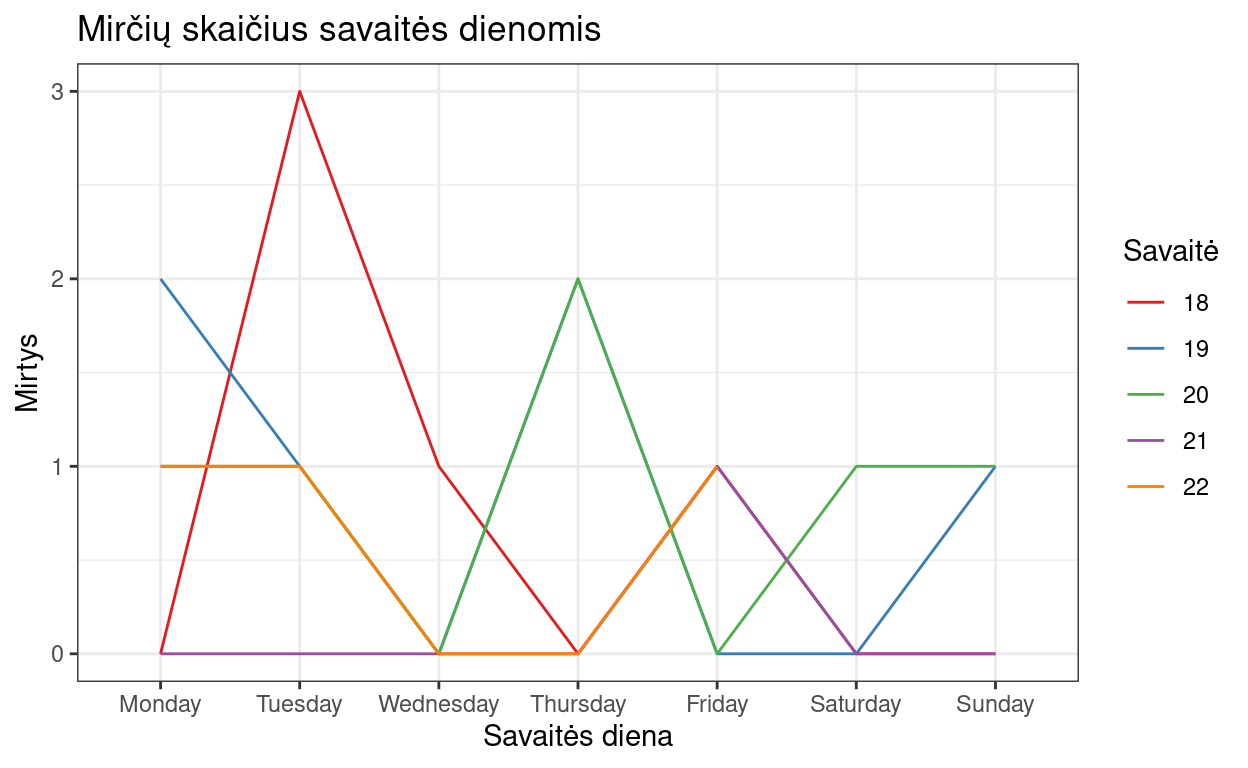 Mirčių skaičius savaitės dienomis
3
2
1
0
Mirtys
Monday Tuesday Wednesday Thursday Friday Saturday Sunday
Savaitės diena
Savaitė
18
19
20
21
22